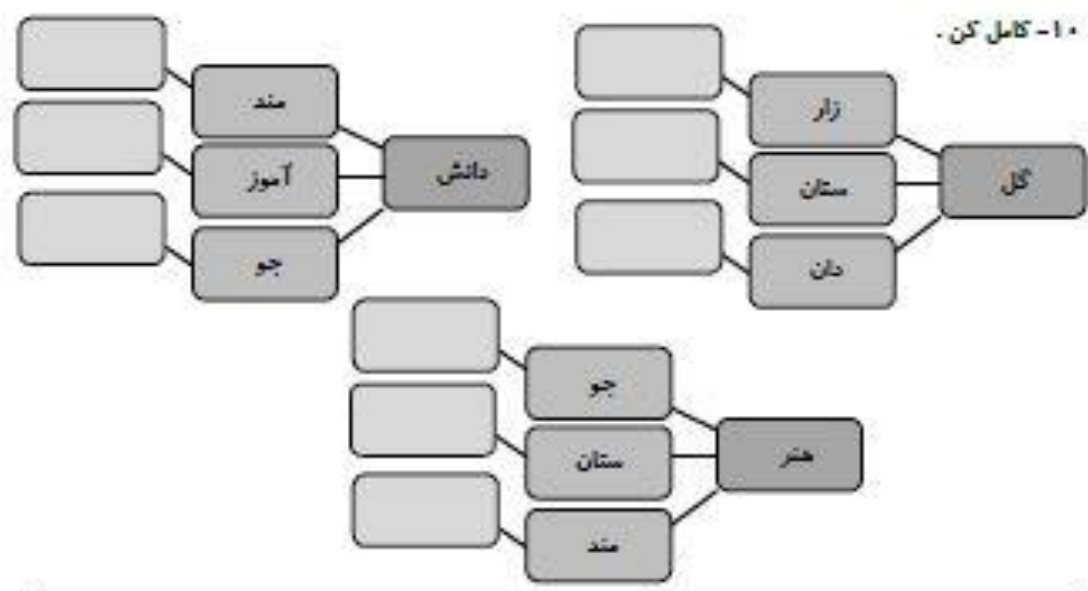 ۱۰- کامل کن .
گل
زار
ستان
دان
دانش
مند
آموز
جو
هنر
جو
ستان
مند